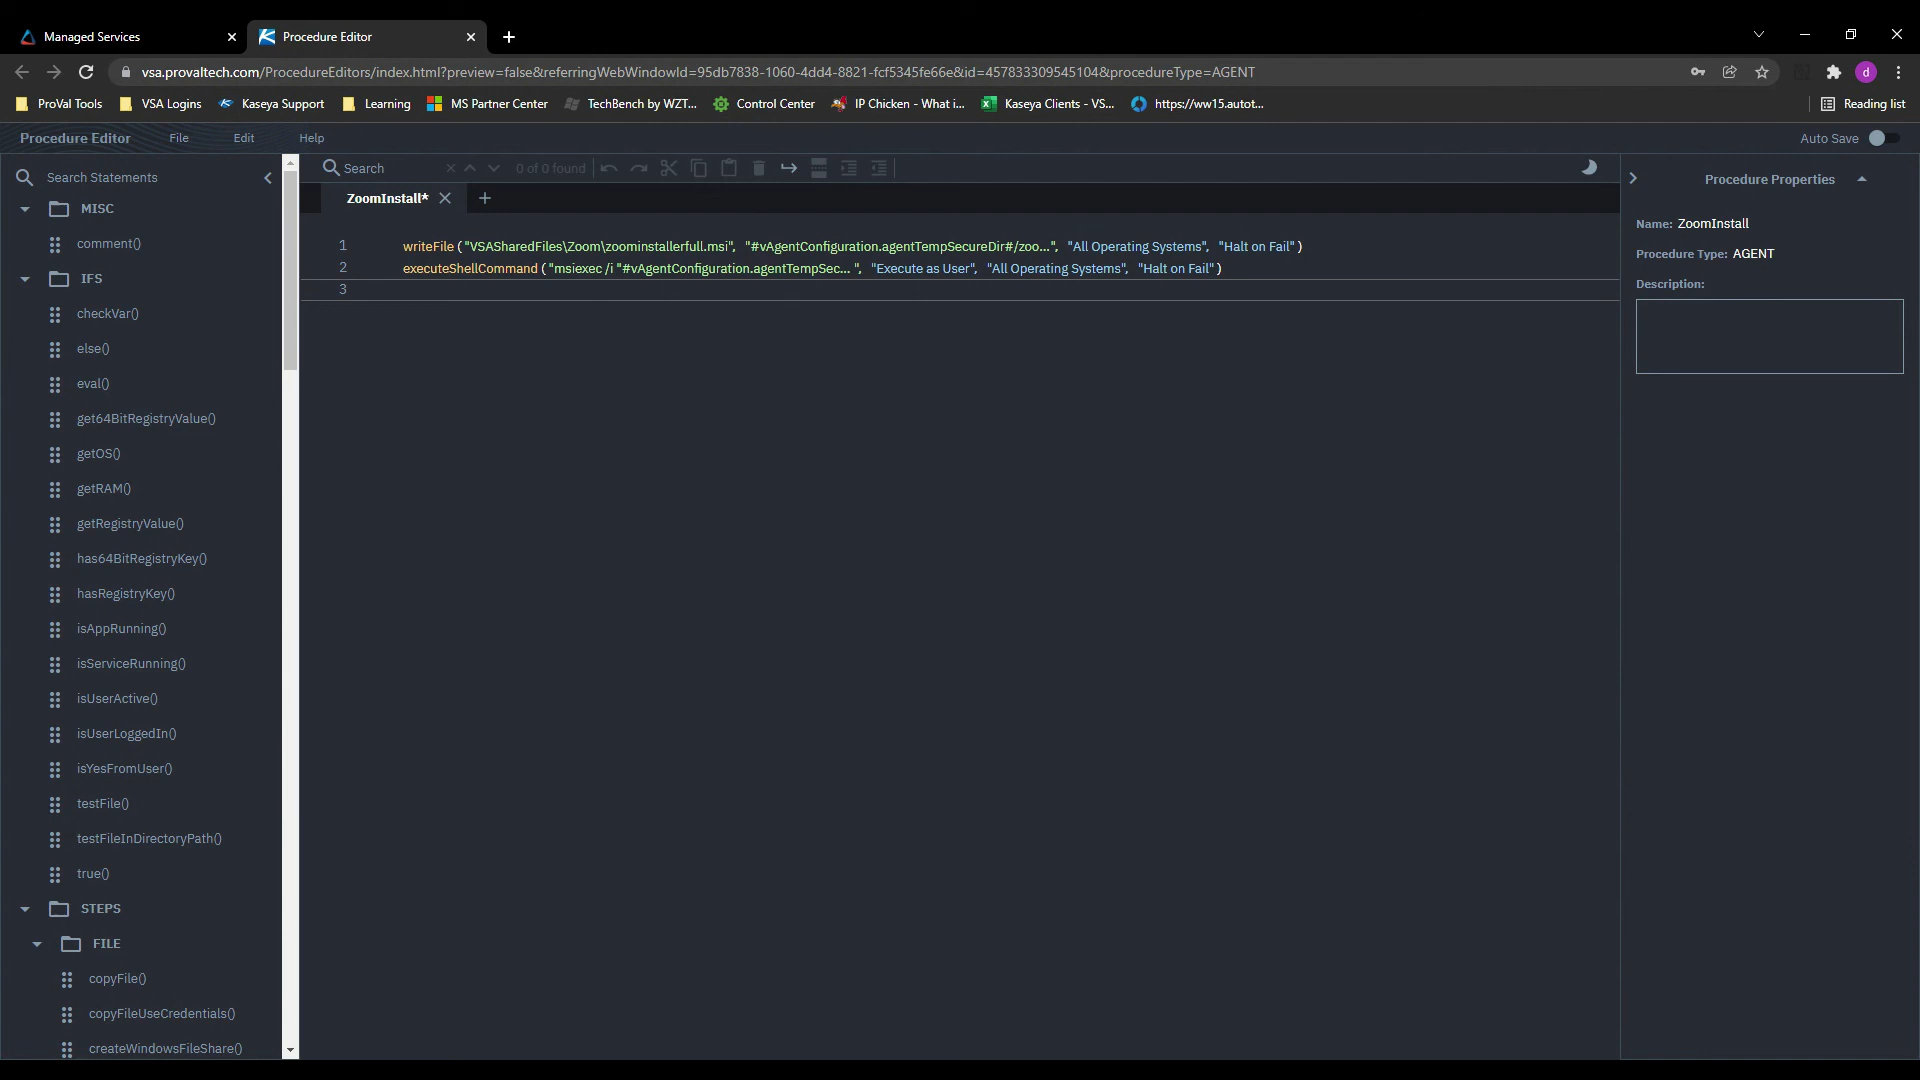 Managed Services
Procedure Editor
vsa.provaltech.com/ProcedureEditors/index.html?preview=false&referringWebWindowId=95db7838-1060-4dd4-8821-fcf5345fe66e&id=457833309545104&procedureType=AGENT
d
ProVal Tools
VSA Logins
Kaseya Support
Learning
MS Partner Center
TechBench by WZT...
Control Center
IP Chicken - What i...
Kaseya Clients - VS...
https://ww15.autot...
Reading list
Procedure Editor
File
Edit
Help
Auto Save
Search Statements
MISC
comment()
IFS
checkVar()
else()
eval()
get64BitRegistryValue()
getOS()
getRAM()
getRegistryValue()
has64BitRegistryKey()
hasRegistryKey()
isAppRunning()
isServiceRunning()
isUserActive()
isUserLoggedIn()
isYesFromUser()
testFile()
testFileInDirectoryPath()
true()
STEPS
FILE
copyFile()
copyFileUseCredentials()
createWindowsFileShare()
Search
0 of 0 found
ZoomInstall*
1 writeFile ("VSASharedFiles\Zoom\zoominstallerfull.msi", "#vAgentConfiguration.agentTempSecureDir#/zoo...", "All Operating Systems", "Halt on Fail")
2 executeShellCommand ("msiexec /i "#vAgentConfiguration.agentTempSec... ", "Execute as User", "All Operating Systems", "Halt on Fail")
3
Procedure Properties
Name: ZoomInstall
Procedure Type: AGENT
Description: